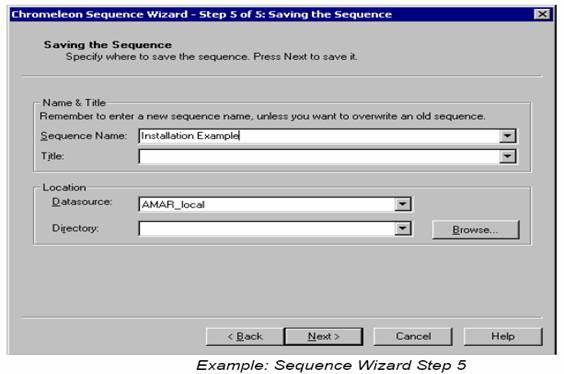 Chromeleon Sequence Wizard - Step 5 of 5: Saving the Sequence
Saving the Sequence
Specify where to save the sequence. Press Next to save it.
Name & Title
Remember to enter a new sequence name, unless you want to overwrite an old sequence.
Sequence Name: Installation Example
Title:
Location
Datasource: AMAR_local
Directory: Browse...
< Back Next > Cancel Help
Example: Sequence Wizard Step 5